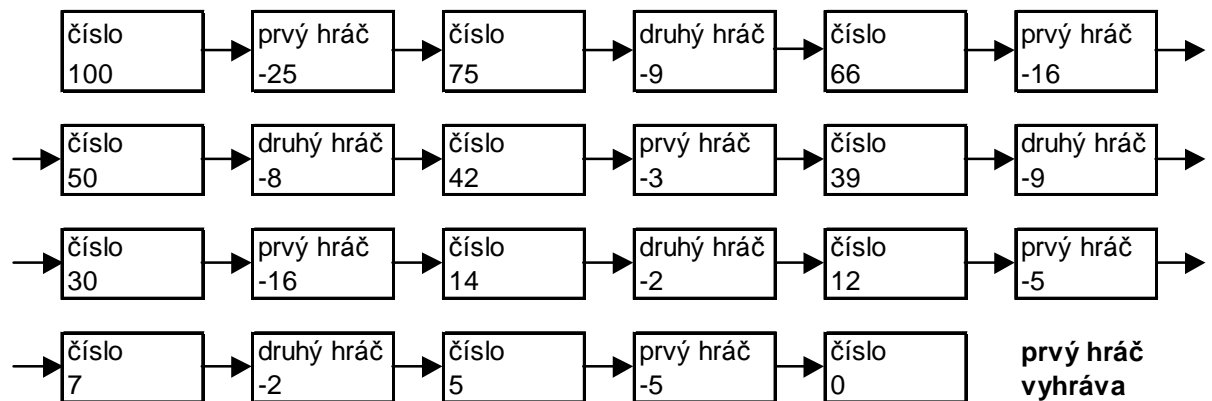 číslo
100
prvý hráč
-25
číslo
75
druhý hráč
-9
číslo
66
prvý hráč
-16
číslo
50
druhý hráč
-8
číslo
42
prvý hráč
-3
číslo
39
druhý hráč
-9
číslo
30
prvý hráč
-16
číslo
14
druhý hráč
-2
číslo
12
prvý hráč
-5
číslo
7
druhý hráč
-2
číslo
5
prvý hráč
-5
číslo
0
prvý hráč
vyhráva